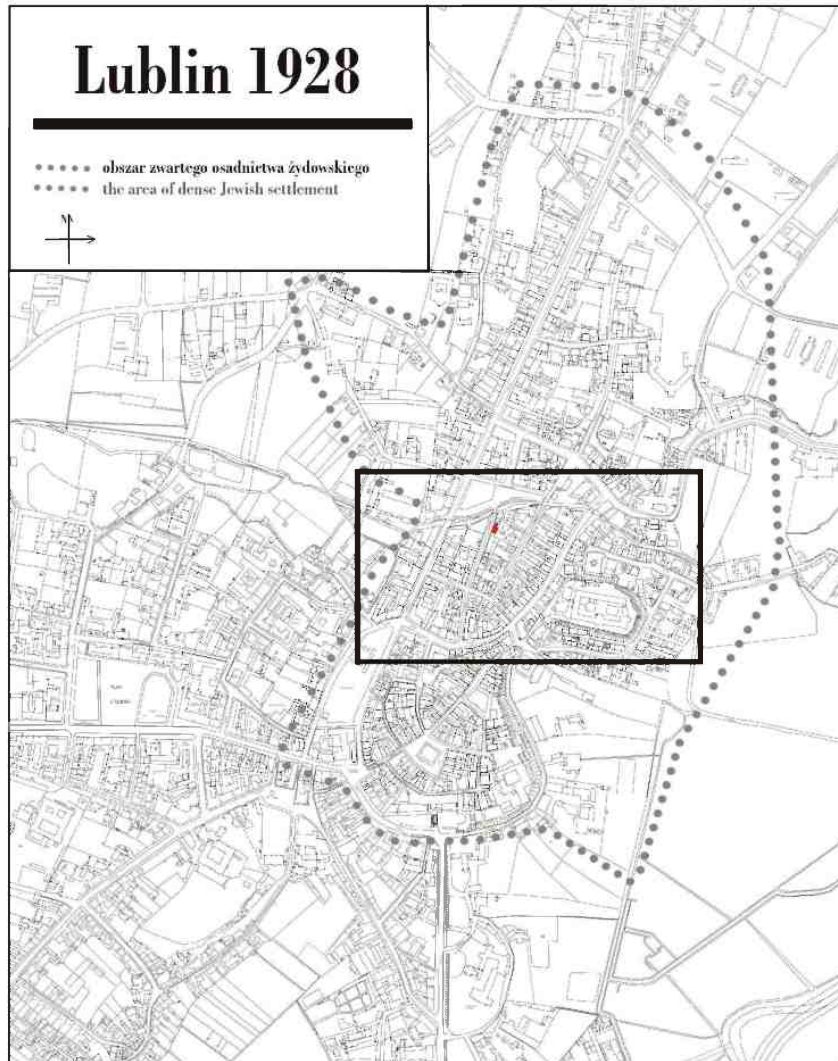 Lublin 1928
obszar zwartego osadnictwa żydowskiego
the area of dense Jewish settlement
N